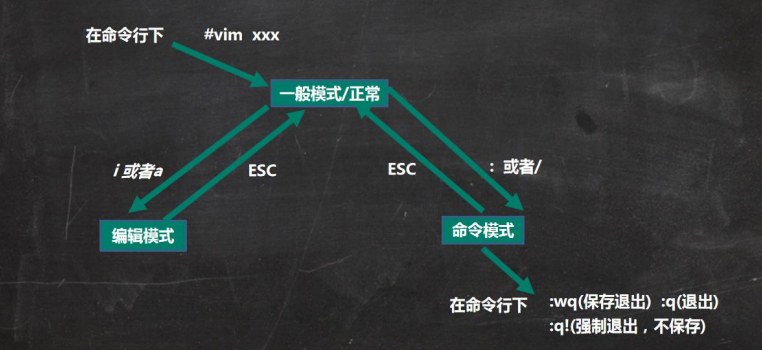 在命令行下 #vim xxx
一般模式/正常
i 或者a
ESC
ESC
: 或者/
编辑模式
命令模式
在命令行下
:wq(保存退出) :q(退出)
:q!(强制退出，不保存)